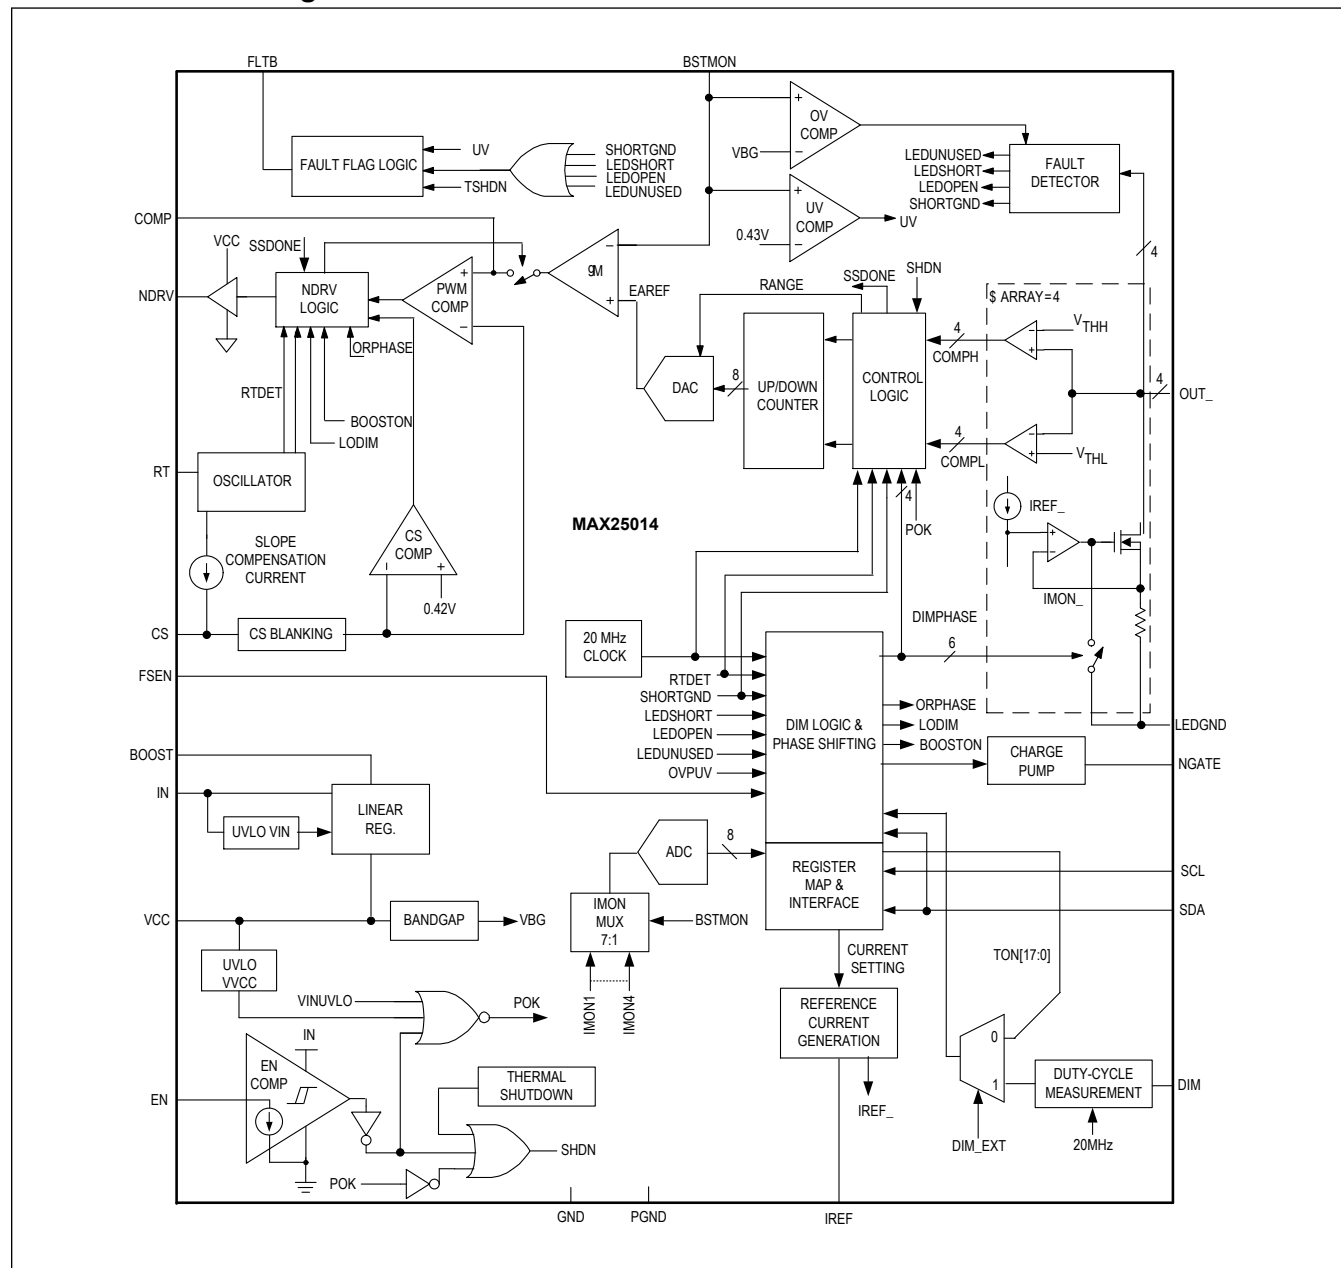 FLTB
BSTMON
FAULT FLAG LOGIC
UV
TSHDN
SHORTGND
LEDSHORT
LEDOPEN
LEDUNUSED
+
OV
COMP
VBG
−
+
UV
COMP
0.43V
−
UV
LEDUNUSED
LEDSHORT
LEDOPEN
SHORTGND
FAULT
DETECTOR
4
COMP
VCC
SSDONE
NDRV
NDRV
LOGIC
+
PWM
COMP
−
−
gM
+
EAREF
ORPHASE
RTDET
BOOSTON
LODIM
RANGE
SSDONE
SHDN
DAC
8
UP/DOWN
COUNTER
CONTROL
LOGIC
4
COMPH
4
COMPL
4
POK
$ ARRAY=4
−
+
VTHH
4
OUT_
−
+
VTHL
IREF_
+
−
IMON_
RT
OSCILLATOR
SLOPE
COMPENSATION
CURRENT
CS
COMP
−
+
0.42V
MAX25014
CS
CS BLANKING
FSEN
20 MHz
CLOCK
DIMPHASE
6
RTDET
SHORTGND
LEDSHORT
LEDOPEN
LEDUNUSED
OVPUV
DIM LOGIC &
PHASE SHIFTING
ORPHASE
LODIM
BOOSTON
LEDGND
CHARGE
PUMP
NGATE
BOOST
IN
UVLO VIN
LINEAR
REG.
ADC
8
REGISTER
MAP &
INTERFACE
SCL
SDA
VCC
BANDGAP
VBG
IMON
MUX
7:1
BSTMON
IMON1
IMON4
CURRENT
SETTING
TON[17:0]
UVLO
VVCC
VINUVLO
POK
REFERENCE
CURRENT
GENERATION
IREF_
IN
EN
COMP
EN
THERMAL
SHUTDOWN
SHDN
POK
0
1
DUTY-CYCLE
MEASUREMENT
DIM
DIM_EXT
20MHz
GND
PGND
IREF